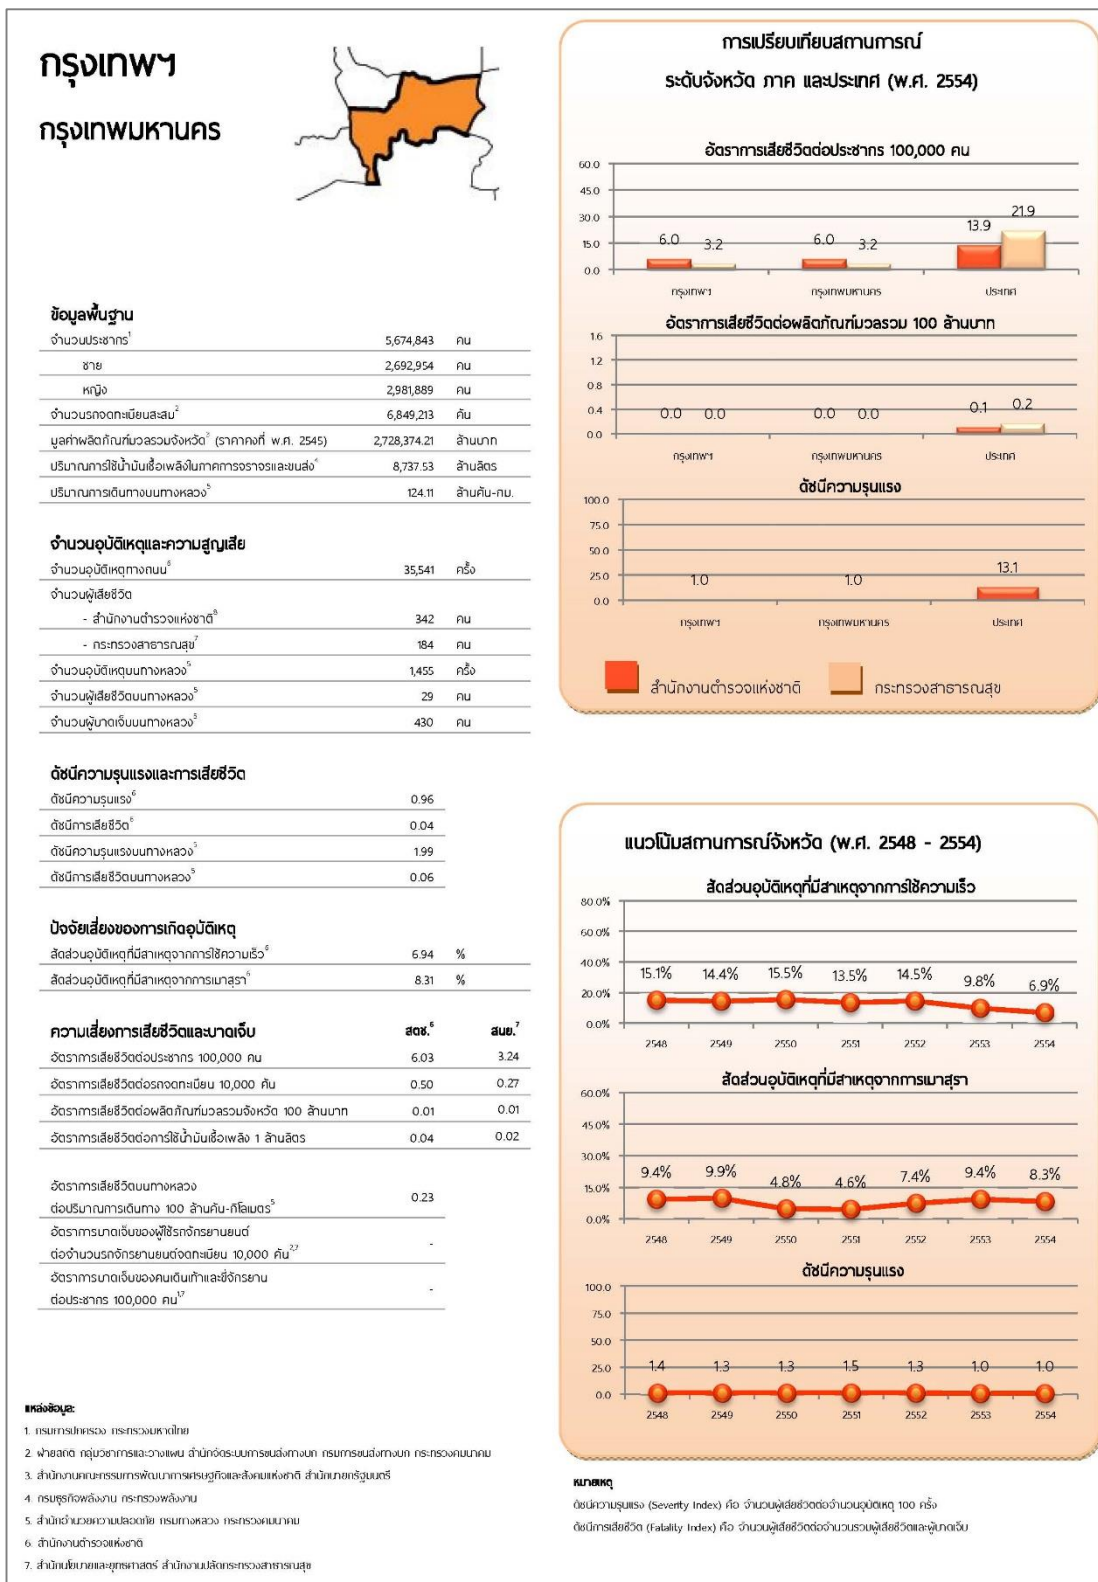 กรุงเทพฯ
กรุงเทพมหานคร
ข้อมูลพื้นฐาน
จำนวนประชากร¹ 5,674,843 คน
ชาย 2,692,954 คน
หญิง 2,981,889 คน
จำนวนรถจดทะเบียนสะสม² 6,849,213 คัน
มูลค่าผลิตภัณฑ์มวลรวมจังหวัด³ (ราคาคงที่ พ.ศ. 2545) 2,728,374.21 ล้านบาท
ปริมาณการใช้น้ำมันเชื้อเพลิงในภาคการจราจรและขนส่ง⁴ 8,737.53 ล้านลิตร
ปริมาณการเดินทางบนทางหลวง⁵ 124.11 ล้านคัน-กม.
จำนวนอุบัติเหตุและความสูญเสีย
จำนวนอุบัติเหตุทางถนน⁶ 35,541 ครั้ง
จำนวนผู้เสียชีวิต
- สำนักงานตำรวจแห่งชาติ⁶ 342 คน
- กระทรวงสาธารณสุข⁷ 184 คน
จำนวนอุบัติเหตุบนทางหลวง⁵ 1,455 ครั้ง
จำนวนผู้เสียชีวิตบนทางหลวง⁵ 29 คน
จำนวนผู้บาดเจ็บบนทางหลวง⁵ 430 คน
ดัชนีความรุนแรงและการเสียชีวิต
ดัชนีความรุนแรง⁶ 0.96
ดัชนีการเสียชีวิต⁶ 0.04
ดัชนีความรุนแรงบนทางหลวง⁵ 1.99
ดัชนีการเสียชีวิตบนทางหลวง⁵ 0.06
ปัจจัยเสี่ยงของการเกิดอุบัติเหตุ
สัดส่วนอุบัติเหตุที่มีสาเหตุจากการใช้ความเร็ว⁶ 6.94 %
สัดส่วนอุบัติเหตุที่มีสาเหตุจากการเมาสุรา⁶ 8.31 %
ความเสี่ยงการเสียชีวิตและบาดเจ็บ สตช.⁶ สนย.⁷
อัตราการเสียชีวิตต่อประชากร 100,000 คน 6.03 3.24
อัตราการเสียชีวิตต่อรถจดทะเบียน 10,000 คัน 0.50 0.27
อัตราการเสียชีวิตต่อผลิตภัณฑ์มวลรวมจังหวัด 100 ล้านบาท 0.01 0.01
อัตราการเสียชีวิตต่อการใช้น้ำมันเชื้อเพลิง 1 ล้านลิตร 0.04 0.02
อัตราการเสียชีวิตบนทางหลวง
ต่อปริมาณการเดินทาง 100 ล้านคัน-กิโลเมตร⁵ 0.23
อัตราการบาดเจ็บของผู้ใช้รถจักรยานยนต์
ต่อจำนวนรถจักรยานยนต์จดทะเบียน 10,000 คัน²,⁷ -
อัตราการบาดเจ็บของคนเดินเท้าและขี่จักรยาน
ต่อประชากร 100,000 คน¹,⁷ -
แหล่งข้อมูล:
1. กรมการปกครอง กระทรวงมหาดไทย
2. ฝ่ายสถิติ กลุ่มวิชาการและวางแผน สำนักจัดระบบการขนส่งทางบก กรมการขนส่งทางบก กระทรวงคมนาคม
3. สำนักงานคณะกรรมการพัฒนาการเศรษฐกิจและสังคมแห่งชาติ สำนักนายกรัฐมนตรี
4. กรมธุรกิจพลังงาน กระทรวงพลังงาน
5. สำนักอำนวยความปลอดภัย กรมทางหลวง กระทรวงคมนาคม
6. สำนักงานตำรวจแห่งชาติ
7. สำนักนโยบายและยุทธศาสตร์ สำนักงานปลัดกระทรวงสาธารณสุข
การเปรียบเทียบสถานการณ์
ระดับจังหวัด ภาค และประเทศ (พ.ศ. 2554)
อัตราการเสียชีวิตต่อประชากร 100,000 คน
60.0
45.0
30.0
15.0
0.0
6.0 3.2 6.0 3.2 13.9 21.9
กรุงเทพฯ กรุงเทพมหานคร ประเทศ
อัตราการเสียชีวิตต่อผลิตภัณฑ์มวลรวม 100 ล้านบาท
1.6
1.2
0.8
0.4
0.0
0.0 0.0 0.0 0.0 0.1 0.2
กรุงเทพฯ กรุงเทพมหานคร ประเทศ
ดัชนีความรุนแรง
100.0
75.0
50.0
25.0
0.0
1.0 1.0 13.1
กรุงเทพฯ กรุงเทพมหานคร ประเทศ
สำนักงานตำรวจแห่งชาติ กระทรวงสาธารณสุข
แนวโน้มสถานการณ์จังหวัด (พ.ศ. 2548 - 2554)
สัดส่วนอุบัติเหตุที่มีสาเหตุจากการใช้ความเร็ว
80.0%
60.0%
40.0%
20.0%
0.0%
15.1% 14.4% 15.5% 13.5% 14.5% 9.8% 6.9%
2548 2549 2550 2551 2552 2553 2554
สัดส่วนอุบัติเหตุที่มีสาเหตุจากการเมาสุรา
60.0%
45.0%
30.0%
15.0%
0.0%
9.4% 9.9% 4.8% 4.6% 7.4% 9.4% 8.3%
2548 2549 2550 2551 2552 2553 2554
ดัชนีความรุนแรง
100.0
75.0
50.0
25.0
0.0
1.4 1.3 1.3 1.5 1.3 1.0 1.0
2548 2549 2550 2551 2552 2553 2554
หมายเหตุ
ดัชนีความรุนแรง (Severity Index) คือ จำนวนผู้เสียชีวิตต่อจำนวนอุบัติเหตุ 100 ครั้ง
ดัชนีการเสียชีวิต (Fatality Index) คือ จำนวนผู้เสียชีวิตต่อจำนวนรวมผู้เสียชีวิตและผู้บาดเจ็บ